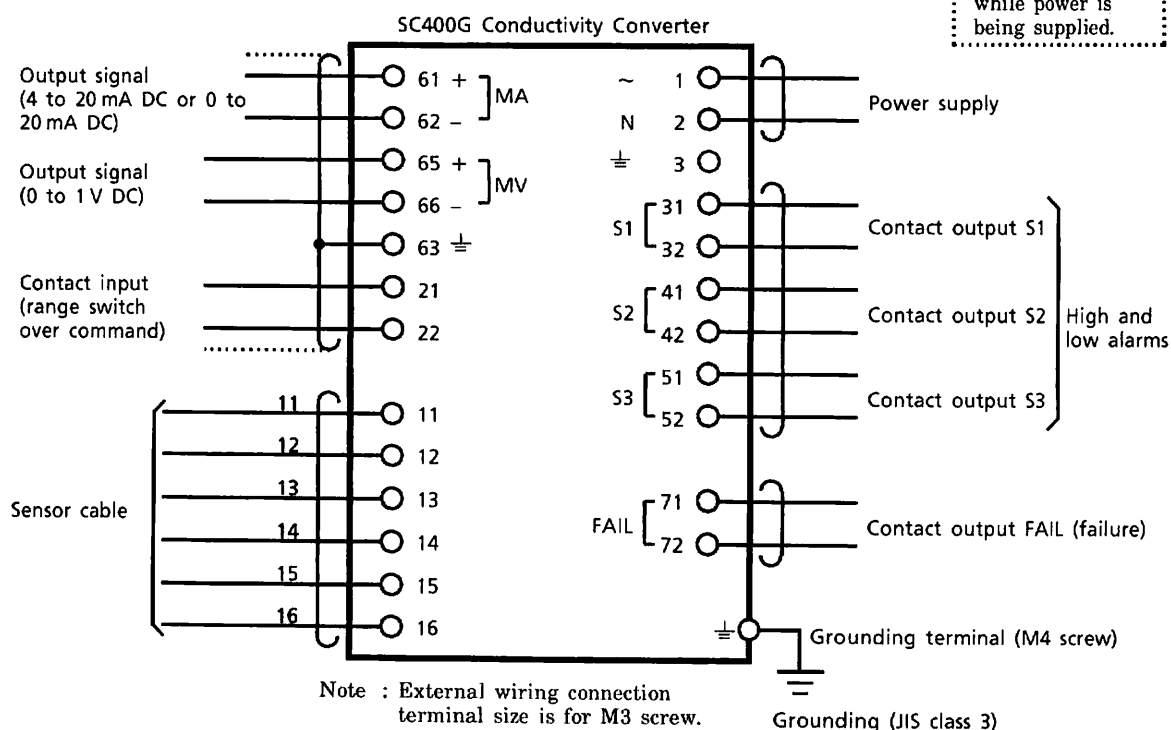 while power is
being supplied.
SC400G Conductivity Converter
Output signal
(4 to 20 mA DC or 0 to
20 mA DC)
Output signal
(0 to 1 V DC)
Contact input
(range switch
over command)
Sensor cable
11
12
13
14
15
16
61 +
62 −
MA
65 +
66 −
MV
63
21
22
11
12
13
14
15
16
~ 1
N 2
3
S1
31
32
S2
41
42
S3
51
52
FAIL
71
72
Power supply
Contact output S1
Contact output S2
Contact output S3
High and
low alarms
Contact output FAIL (failure)
Grounding terminal (M4 screw)
Grounding (JIS class 3)
Note : External wiring connection
terminal size is for M3 screw.